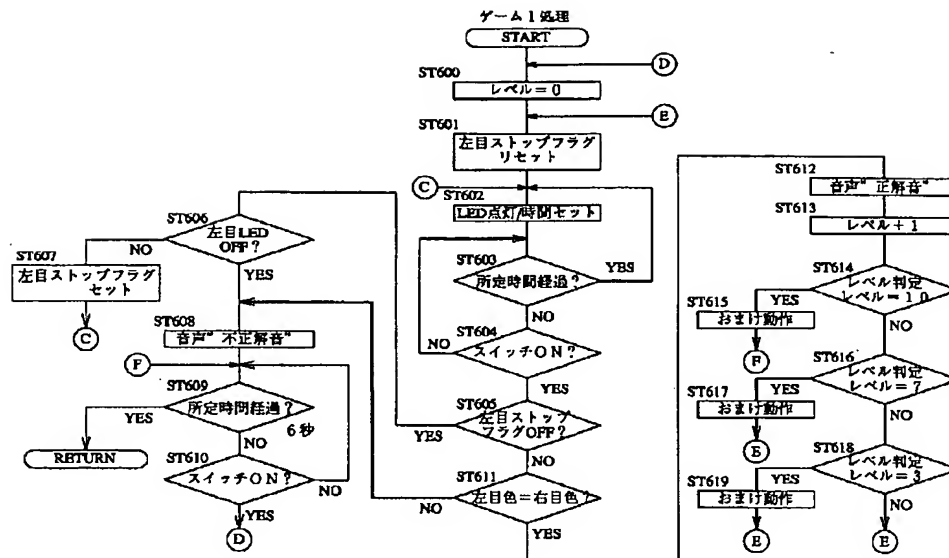 ゲーム1処理
START
D
ST600
レベル=0
E
ST601
左目ストップフラグ
リセット
C
ST602
LED点灯/時間セット
ST603
所定時間経過?
YES
NO
ST604
スイッチON?
NO
YES
ST605
左目ストップ
フラグOFF?
YES
NO
ST611
左目色=右目色?
NO
YES
ST606
左目LED
OFF?
NO
YES
ST607
左目ストップフラグ
セット
C
ST608
音声"不正解音"
F
ST609
所定時間経過?
6秒
YES
NO
RETURN
ST610
スイッチON?
NO
YES
D
ST612
音声"正解音"
ST613
レベル+1
ST614
レベル判定
レベル=10
YES
NO
ST615
おまけ動作
F
ST616
レベル判定
レベル=7
YES
NO
ST617
おまけ動作
E
ST618
レベル判定
レベル=3
YES
NO
ST619
おまけ動作
E
E